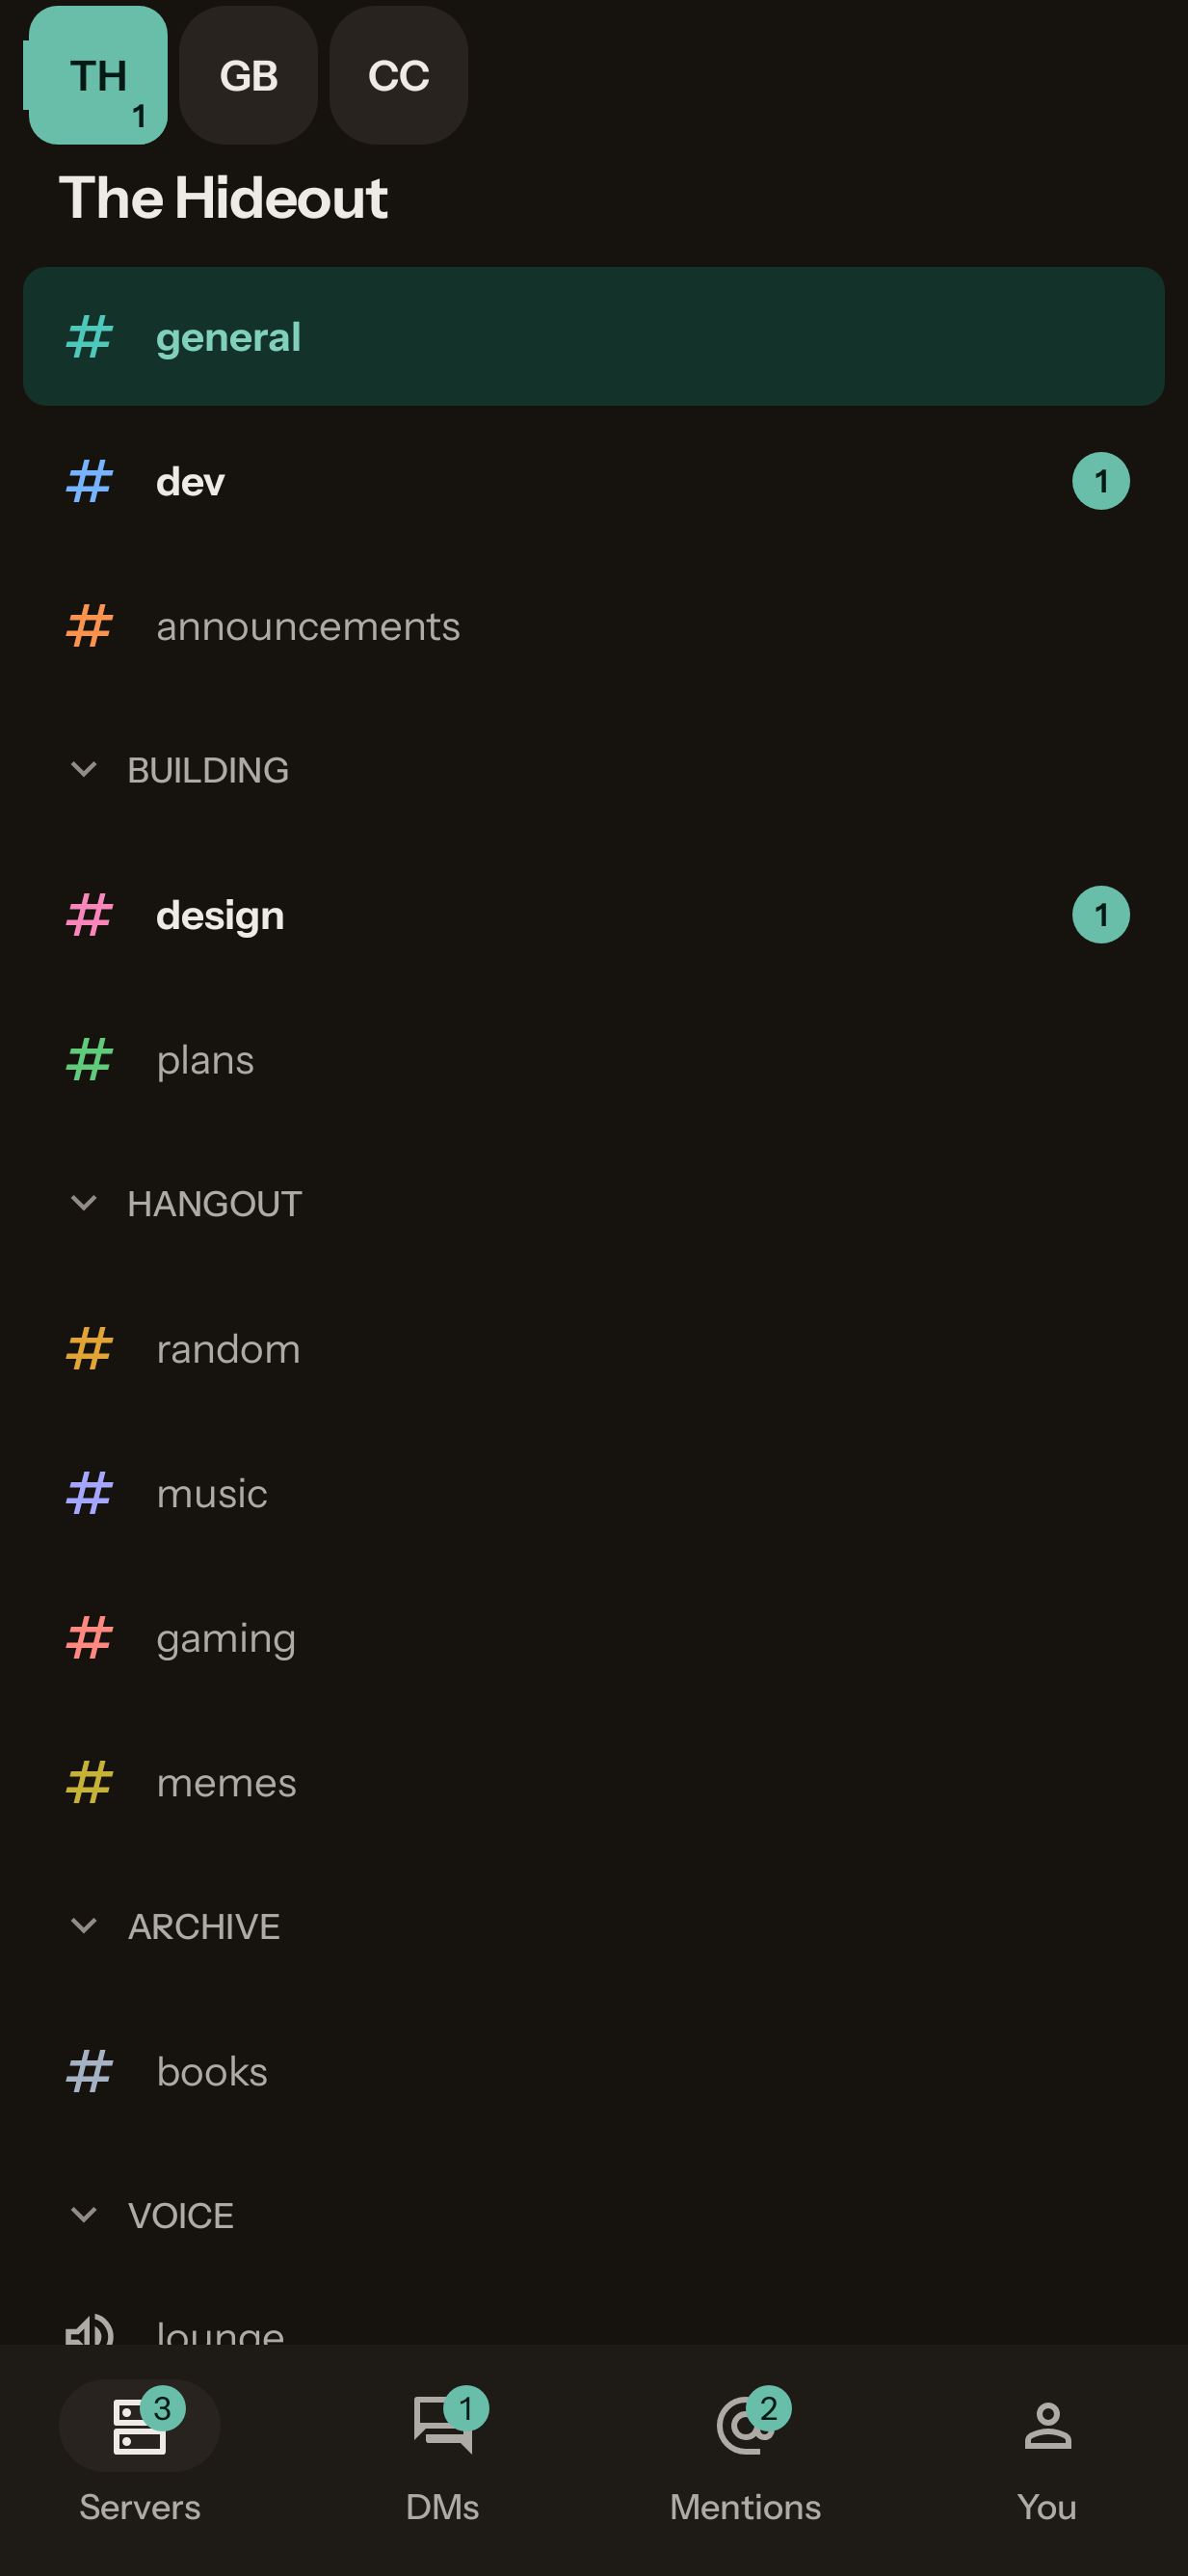 TH
1
GB
CC
The Hideout
# general
# dev
1
# announcements
BUILDING
# design
1
# plans
HANGOUT
# random
# music
# gaming
# memes
ARCHIVE
# books
VOICE
lounge
3
1
2
Servers
DMs
Mentions
You